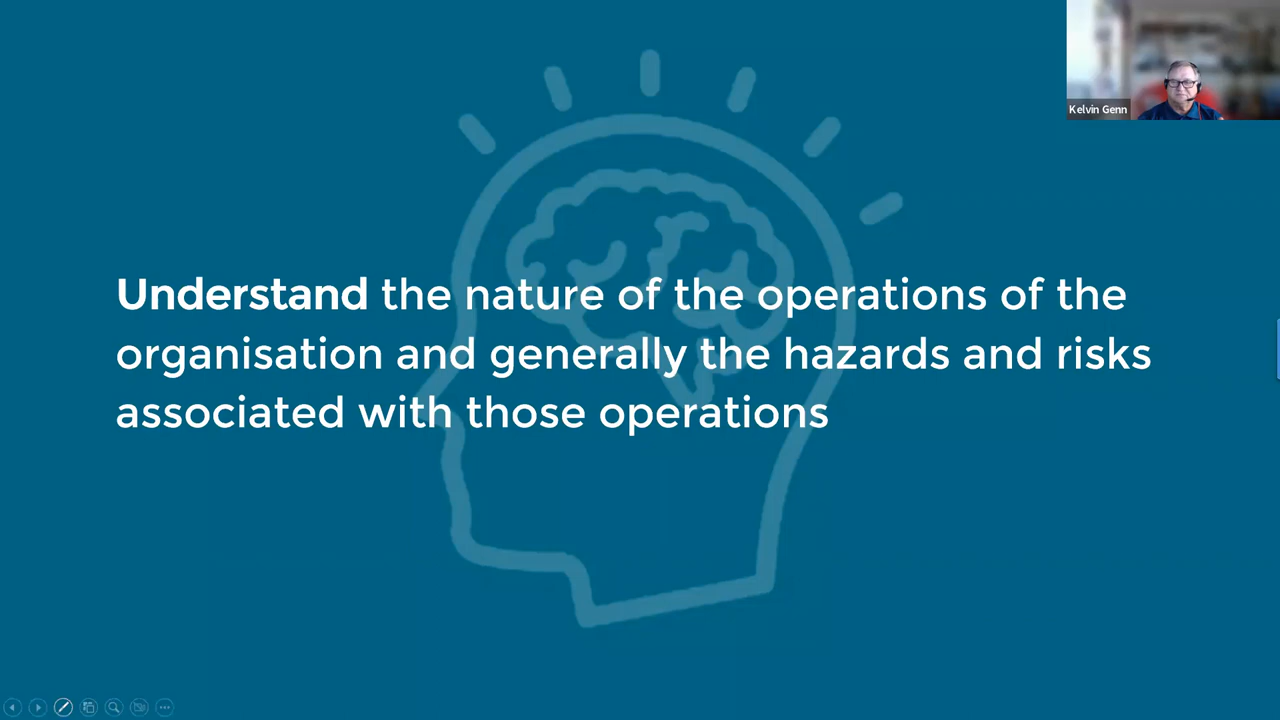 Kelvin Genn
Understand the nature of the operations of the
organisation and generally the hazards and risks
associated with those operations